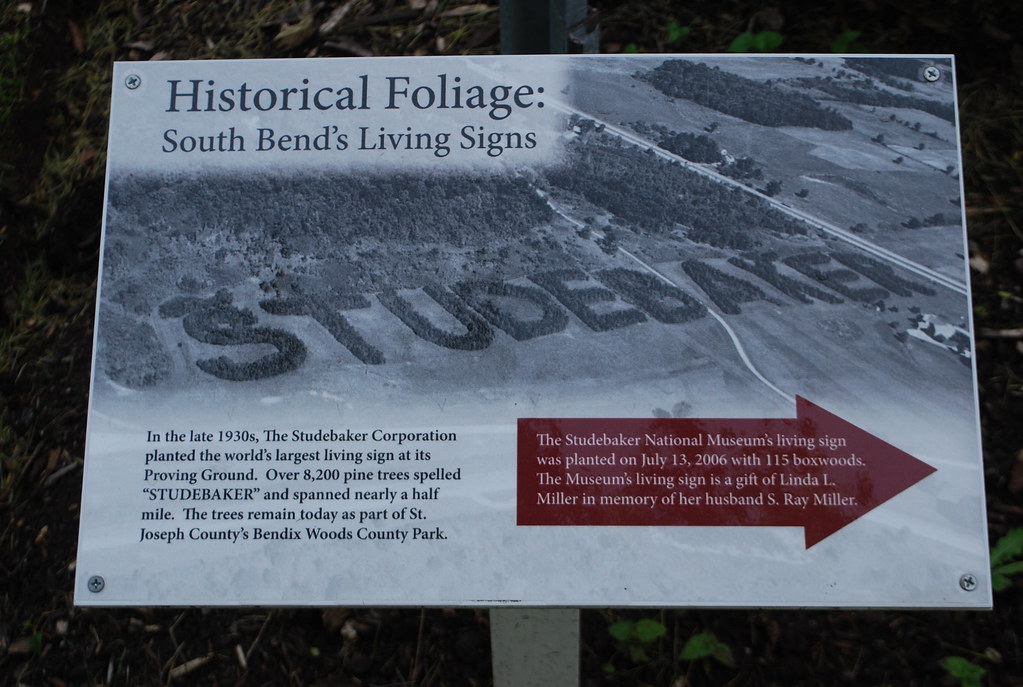 Historical Foliage:
South Bend's Living Signs
STUDEBAKER
In the late 1930s, The Studebaker Corporation
planted the world's largest living sign at its
Proving Ground.  Over 8,200 pine trees spelled
“STUDEBAKER” and spanned nearly a half
mile.  The trees remain today as part of St.
Joseph County's Bendix Woods County Park.
The Studebaker National Museum's living sign
was planted on July 13, 2006 with 115 boxwoods.
The Museum's living sign is a gift of Linda L.
Miller in memory of her husband S. Ray Miller.